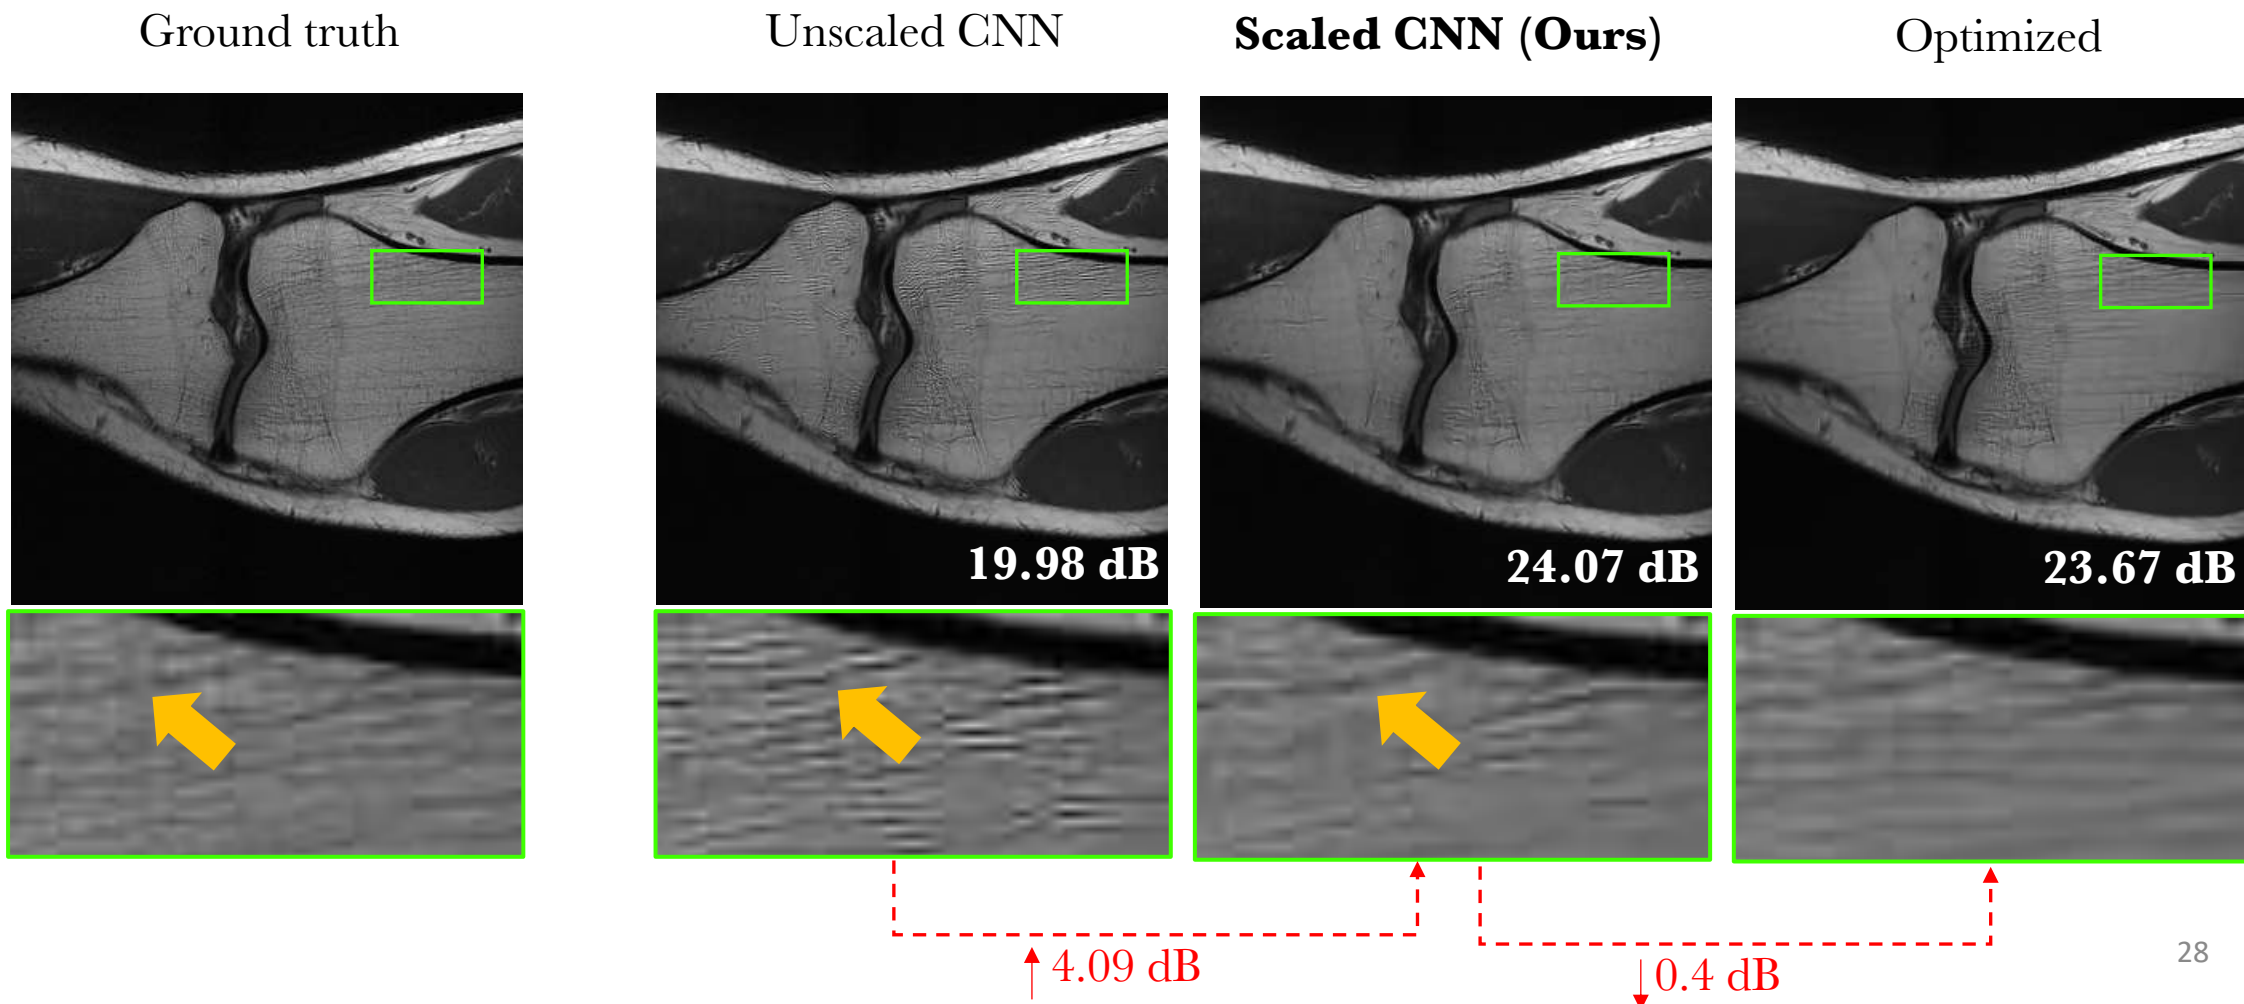 Ground truth
Unscaled CNN
Scaled CNN (Ours)
Optimized
19.98 dB
24.07 dB
23.67 dB
4.09 dB
0.4 dB
28